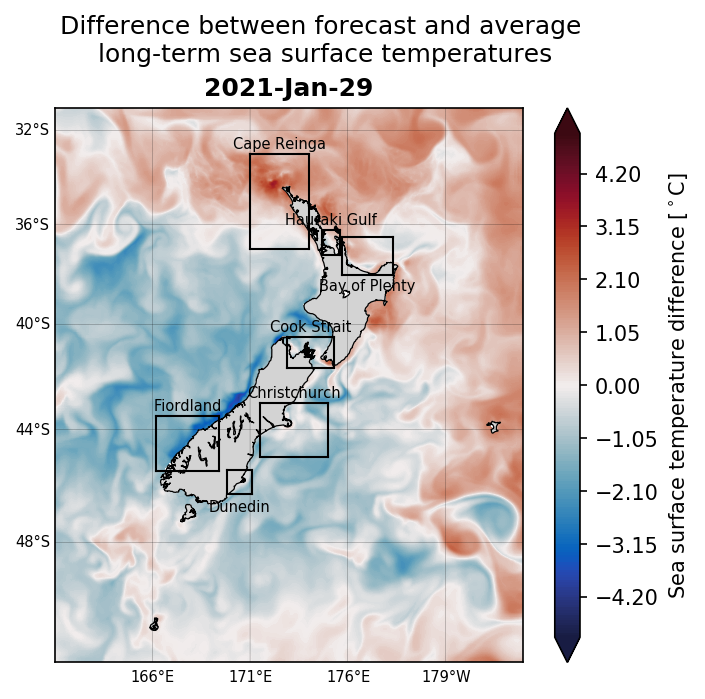 Difference between forecast and average
long-term sea surface temperatures
2021-Jan-29
32°S
36°S
40°S
44°S
48°S
Cape Reinga
Hauraki Gulf
Bay of Plenty
Cook Strait
Christchurch
Fiordland
Dunedin
166°E
171°E
176°E
179°W
4.20
3.15
2.10
1.05
0.00
−1.05
−2.10
−3.15
−4.20
Sea surface temperature difference [°C]